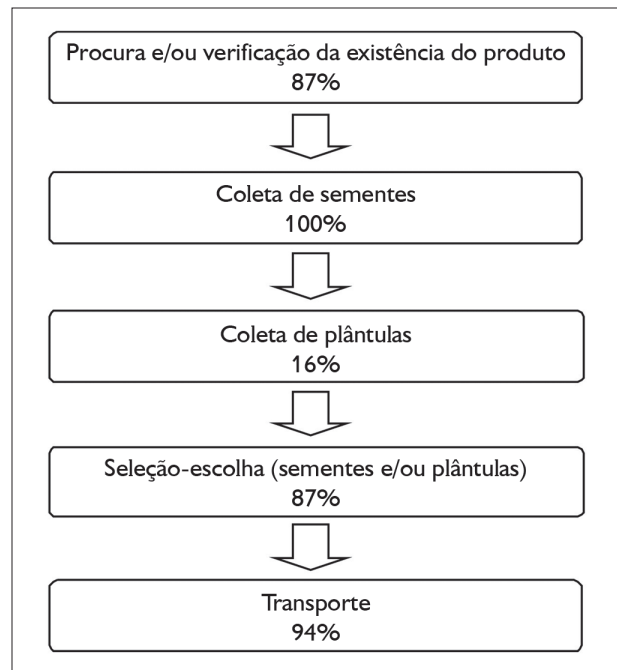 Procura e/ou verificação da existência do produto
87%
Coleta de sementes
100%
Coleta de plântulas
16%
Seleção-escolha (sementes e/ou plântulas)
87%
Transporte
94%